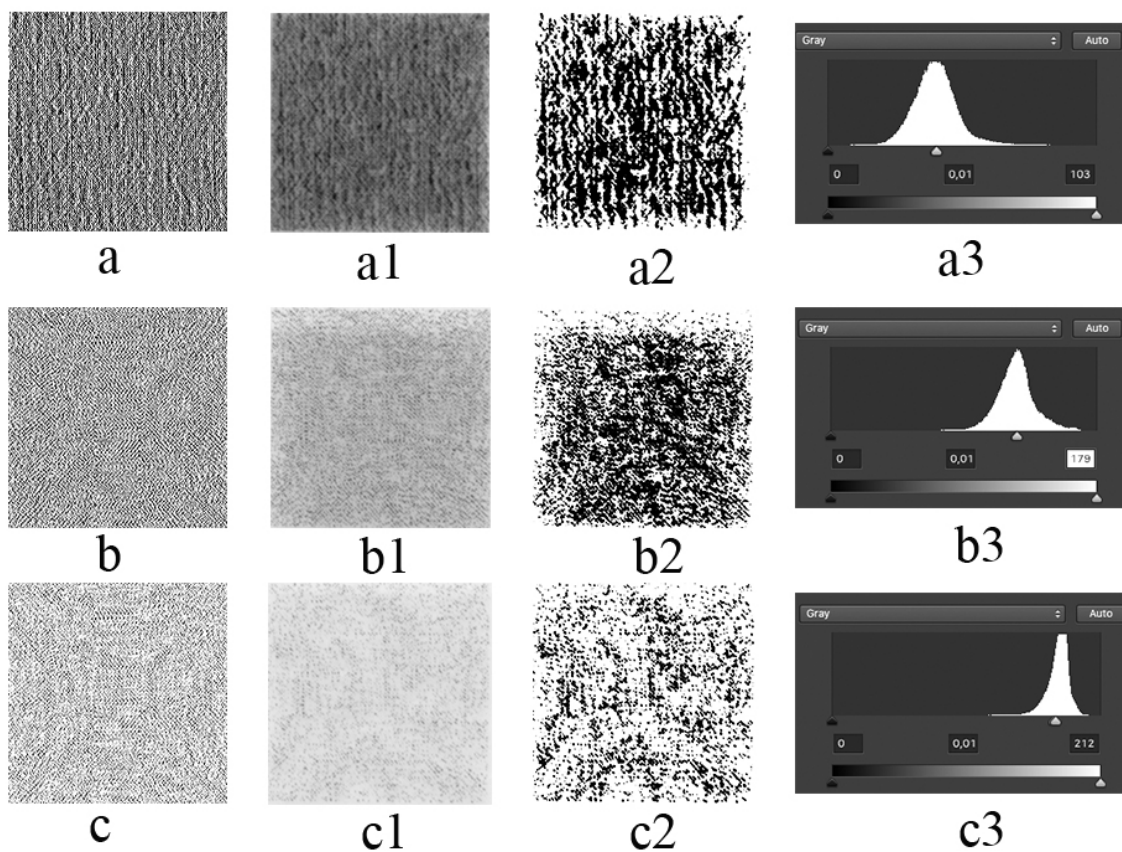 Gray Auto
0 0,01 103
a a1 a2 a3
Gray Auto
0 0,01 179
b b1 b2 b3
Gray Auto
0 0,01 212
c c1 c2 c3